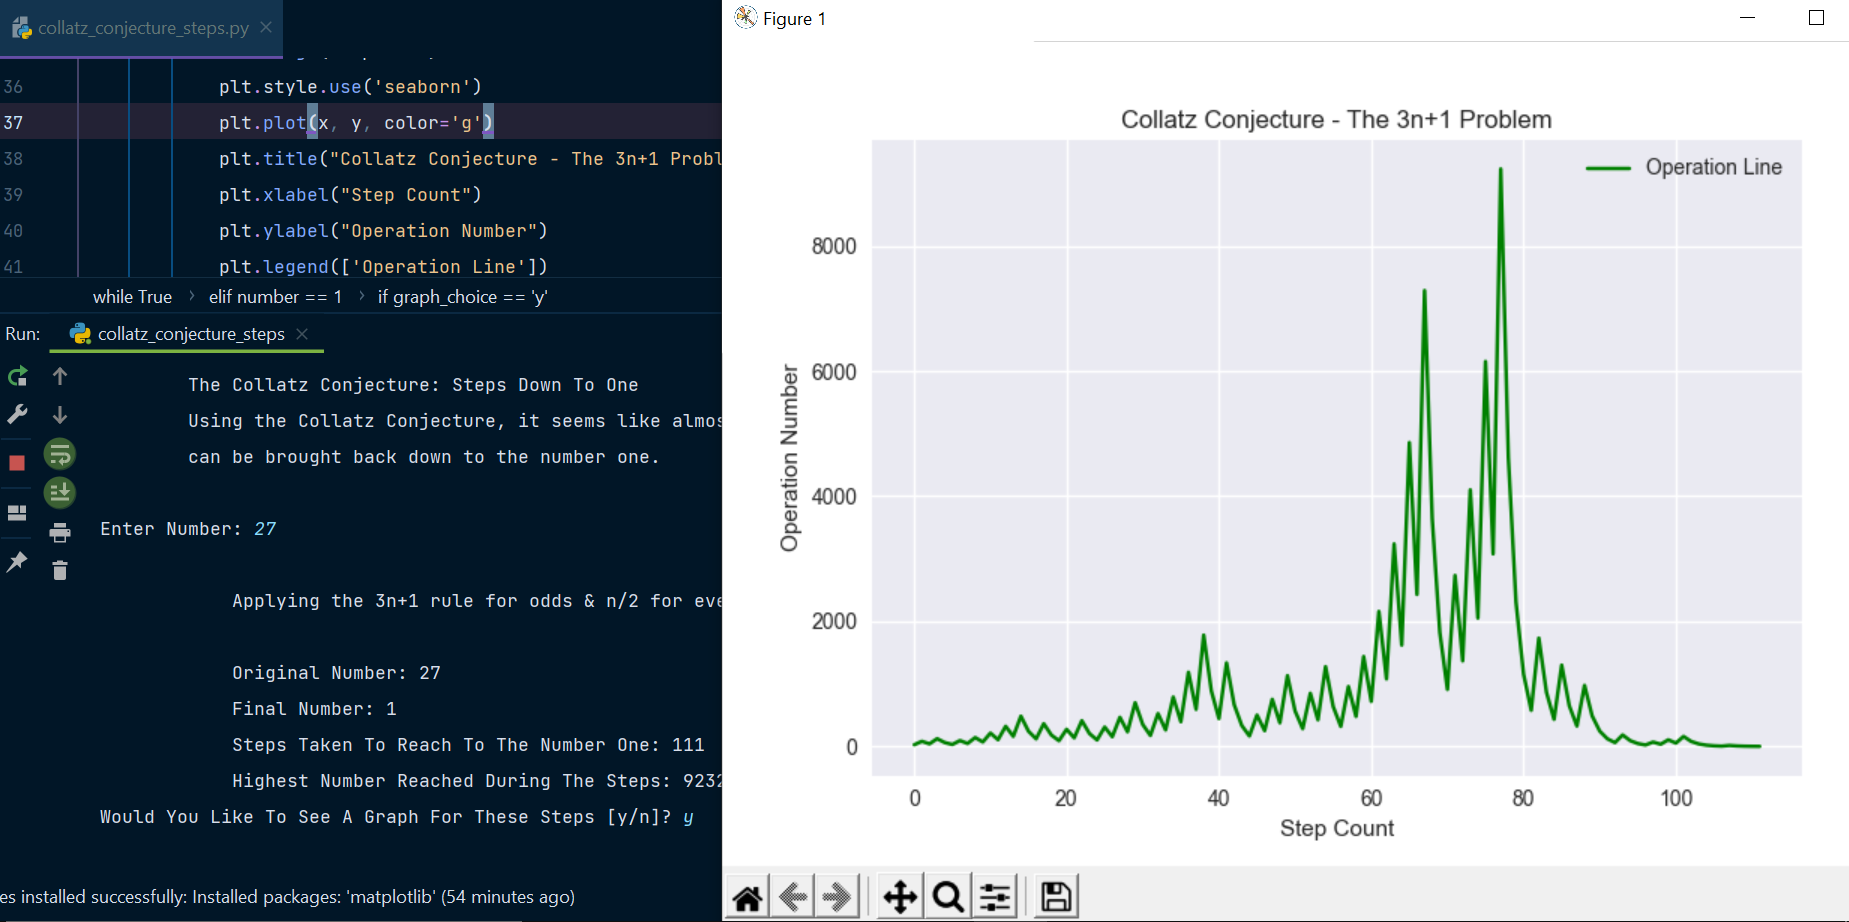 collatz_conjecture_steps.py
36 plt.style.use('seaborn')
37 plt.plot(x, y, color='g')
38 plt.title("Collatz Conjecture - The 3n+1 Probl
39 plt.xlabel("Step Count")
40 plt.ylabel("Operation Number")
41 plt.legend(['Operation Line'])
while True > elif number == 1 > if graph_choice == 'y'
Run: collatz_conjecture_steps
The Collatz Conjecture: Steps Down To One
Using the Collatz Conjecture, it seems like almos
can be brought back down to the number one.
Enter Number: 27
Applying the 3n+1 rule for odds & n/2 for eve
Original Number: 27
Final Number: 1
Steps Taken To Reach To The Number One: 111
Highest Number Reached During The Steps: 9232
Would You Like To See A Graph For These Steps [y/n]? y
es installed successfully: Installed packages: 'matplotlib' (54 minutes ago)
Figure 1
Collatz Conjecture - The 3n+1 Problem
Operation Line
8000
6000
4000
2000
0
Operation Number
0 20 40 60 80 100
Step Count